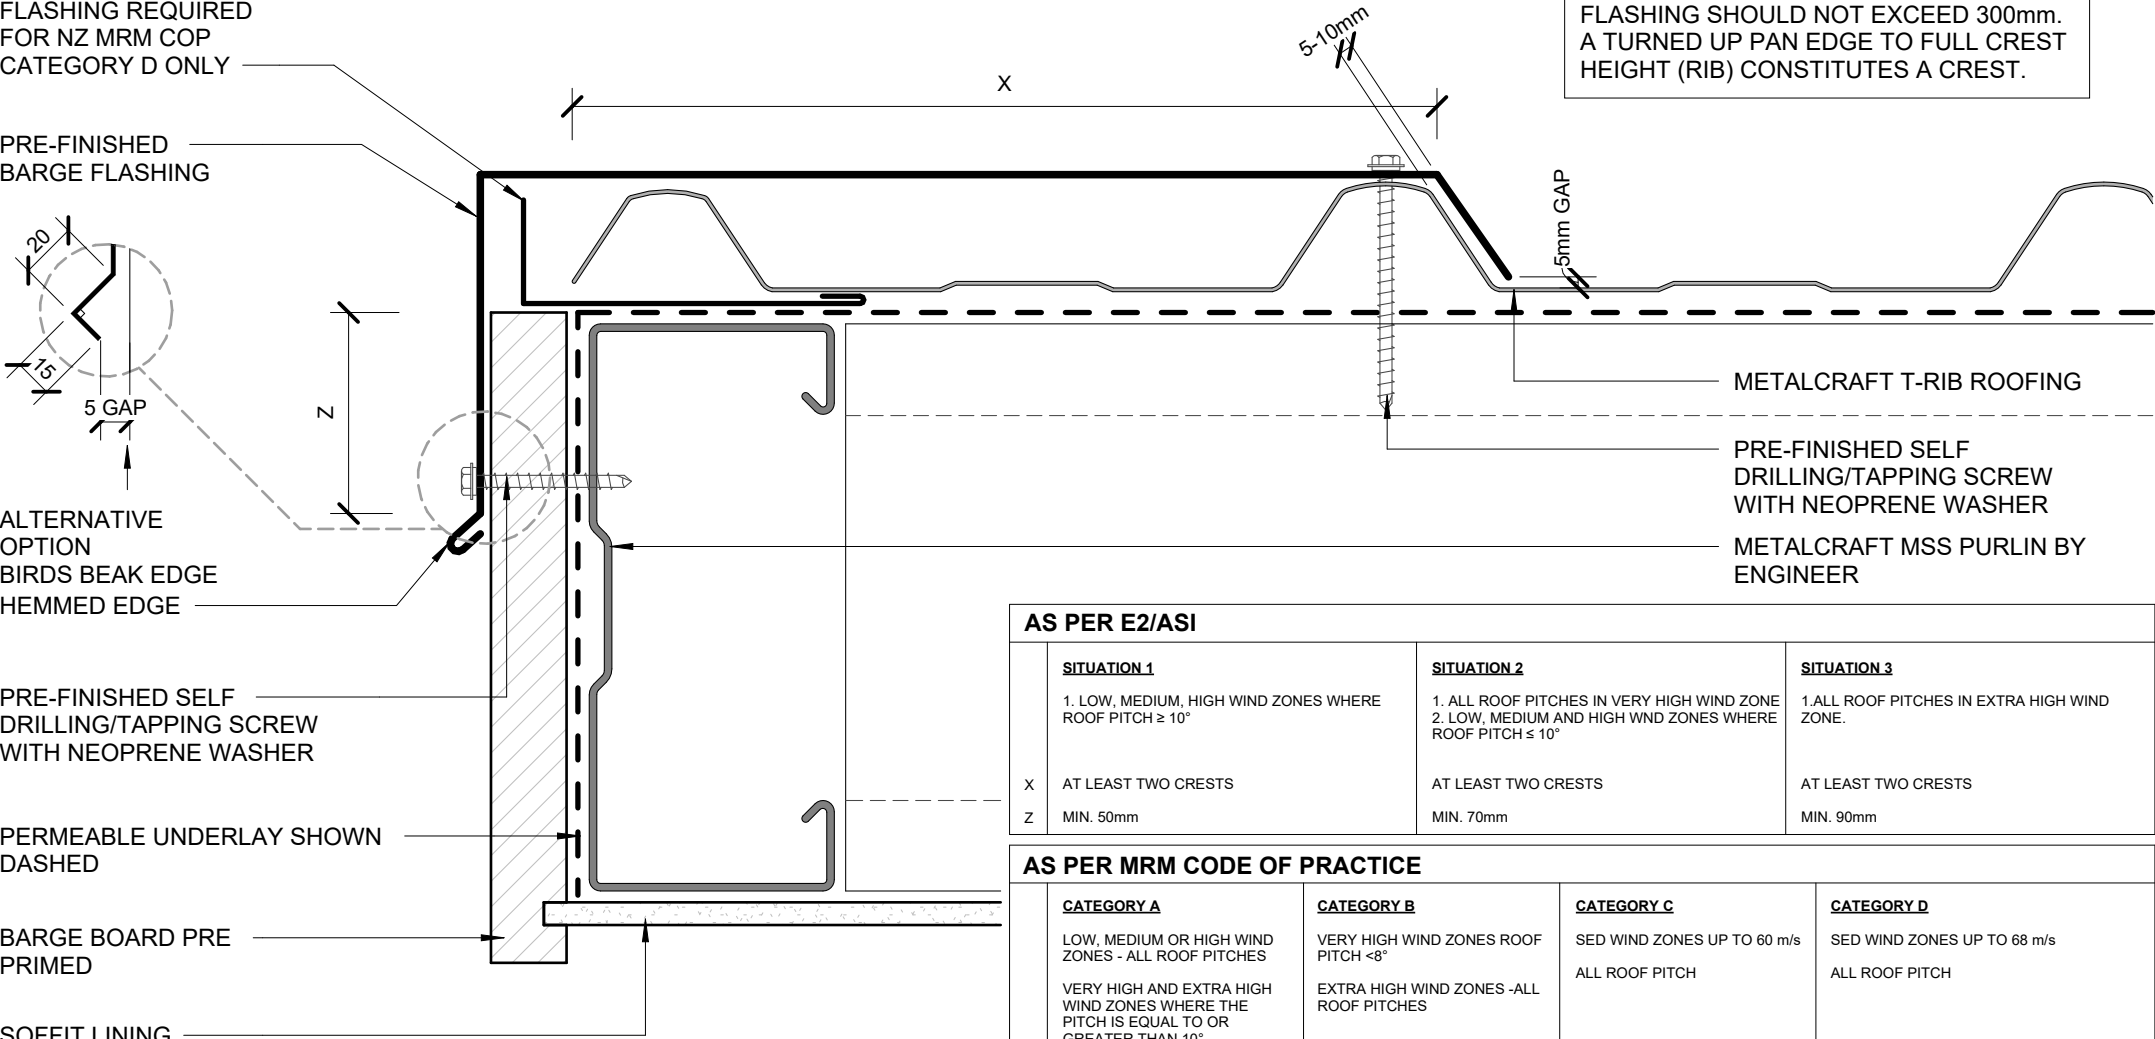 FLASHING REQUIRED
FOR NZ MRM COP
CATEGORY D ONLY
PRE-FINISHED
BARGE FLASHING
20
15
5 GAP
ALTERNATIVE
OPTION
BIRDS BEAK EDGE
HEMMED EDGE
PRE-FINISHED SELF
DRILLING/TAPPING SCREW
WITH NEOPRENE WASHER
PERMEABLE UNDERLAY SHOWN
DASHED
BARGE BOARD PRE
PRIMED
SOFFIT LINING
X
Z
5-10mm
5mm GAP
FLASHING SHOULD NOT EXCEED 300mm.
A TURNED UP PAN EDGE TO FULL CREST
HEIGHT (RIB) CONSTITUTES A CREST.
METALCRAFT T-RIB ROOFING
PRE-FINISHED SELF
DRILLING/TAPPING SCREW
WITH NEOPRENE WASHER
METALCRAFT MSS PURLIN BY
ENGINEER
AS PER E2/ASI
SITUATION 1
1. LOW, MEDIUM, HIGH WIND ZONES WHERE
ROOF PITCH ≥ 10°
SITUATION 2
1. ALL ROOF PITCHES IN VERY HIGH WIND ZONE
2. LOW, MEDIUM AND HIGH WND ZONES WHERE
ROOF PITCH ≤ 10°
SITUATION 3
1.ALL ROOF PITCHES IN EXTRA HIGH WIND
ZONE.
X AT LEAST TWO CRESTS AT LEAST TWO CRESTS AT LEAST TWO CRESTS
Z MIN. 50mm MIN. 70mm MIN. 90mm
AS PER MRM CODE OF PRACTICE
CATEGORY A
LOW, MEDIUM OR HIGH WIND
ZONES - ALL ROOF PITCHES
VERY HIGH AND EXTRA HIGH
WIND ZONES WHERE THE
PITCH IS EQUAL TO OR
GREATER THAN 10°
CATEGORY B
VERY HIGH WIND ZONES ROOF
PITCH <8°
EXTRA HIGH WIND ZONES -ALL
ROOF PITCHES
CATEGORY C
SED WIND ZONES UP TO 60 m/s
ALL ROOF PITCH
CATEGORY D
SED WIND ZONES UP TO 68 m/s
ALL ROOF PITCH